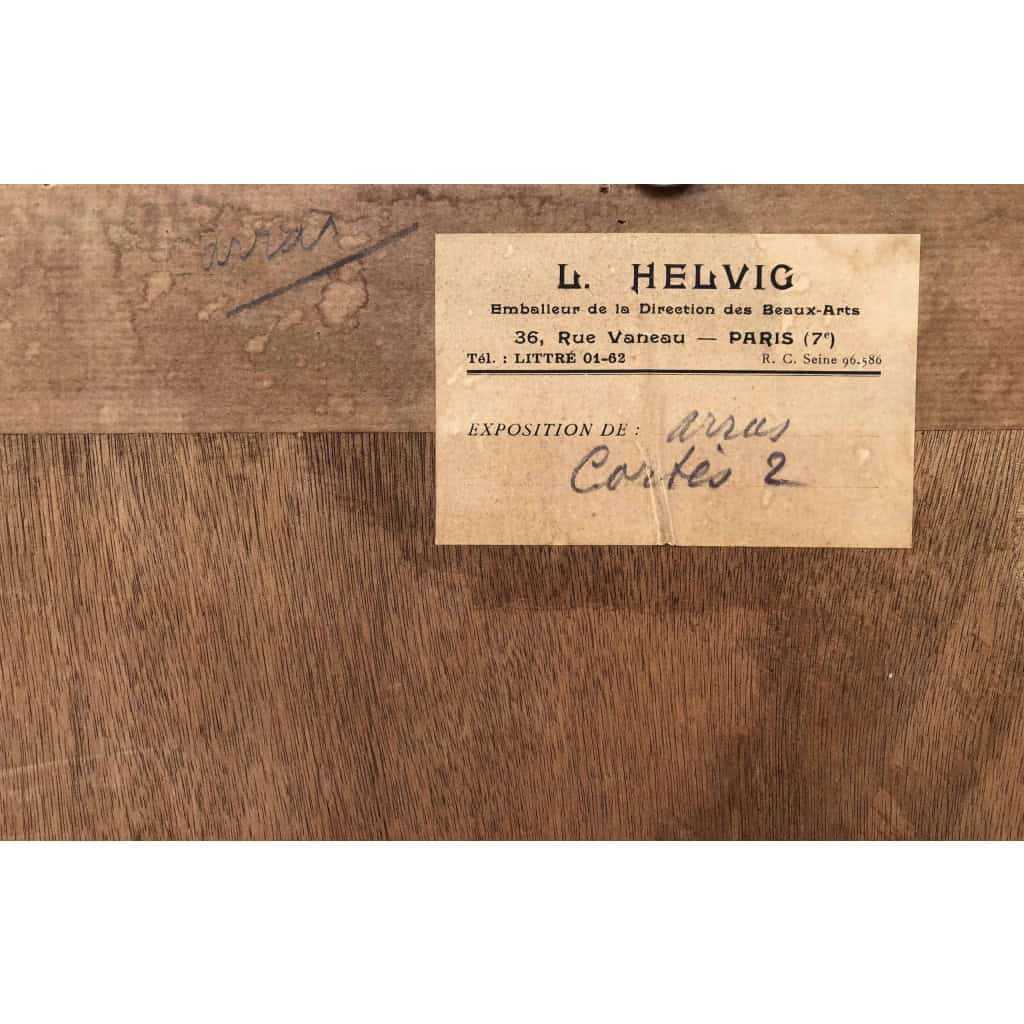 arras
L. HELVIG
Emballeur de la Direction des Beaux-Arts
36, Rue Vaneau — PARIS (7e)
Tél. : LITTRÉ 01-62 R. C. Seine 96.586
EXPOSITION DE : arras
Cortès 2